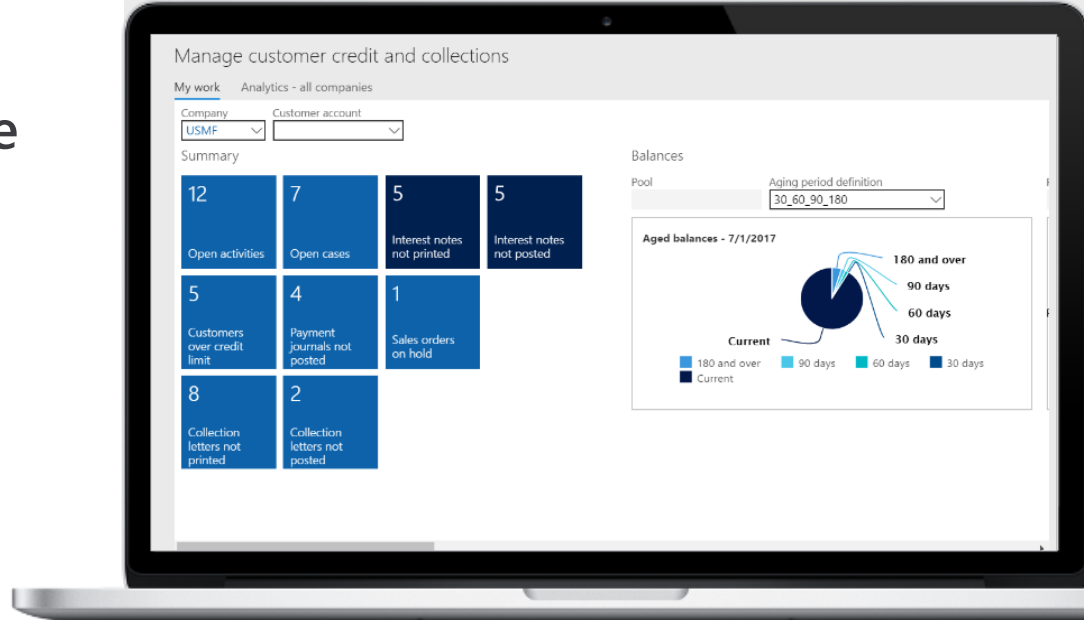 e
Manage customer credit and collections
My work Analytics - all companies
Company Customer account
USMF
Summary
12
Open activities
7
Open cases
5
Interest notes
not printed
5
Interest notes
not posted
5
Customers
over credit
limit
4
Payment
journals not
posted
1
Sales orders
on hold
8
Collection
letters not
printed
2
Collection
letters not
posted
Balances
Pool Aging period definition
30_60_90_180
Aged balances - 7/1/2017
180 and over
90 days
60 days
30 days
Current
180 and over 90 days 60 days 30 days
Current